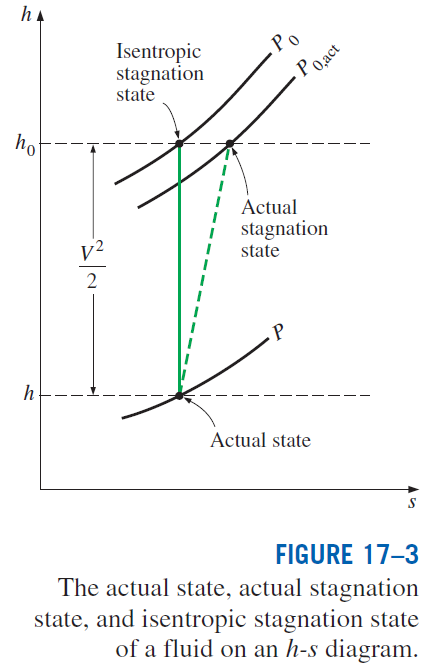 h
Isentropic
stagnation
state
P0
P0,act
h0
Actual
stagnation
state
V2
2
P
h
Actual state
s
FIGURE 17–3
The actual state, actual stagnation
state, and isentropic stagnation state
of a fluid on an h-s diagram.